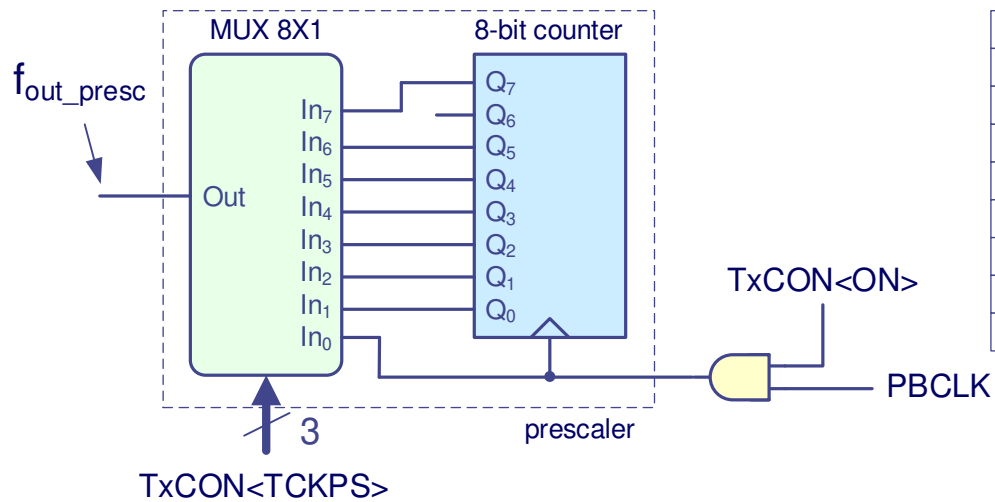 MUX 8X1
8-bit counter
f_out_presc
Out
In7
In6
In5
In4
In3
In2
In1
In0
Q7
Q6
Q5
Q4
Q3
Q2
Q1
Q0
TxCON<ON>
PBCLK
prescaler
3
TxCON<TCKPS>